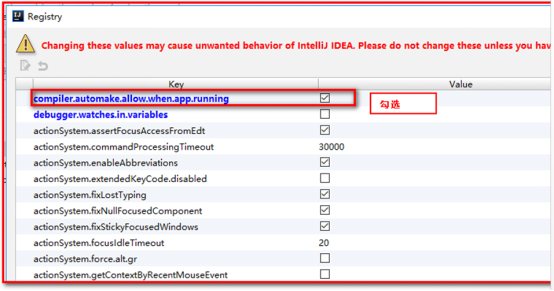 Registry
Changing these values may cause unwanted behavior of IntelliJ IDEA. Please do not change these unless you hav
Key Value
compiler.automake.allow.when.app.running
勾选
debugger.watches.in.variables
actionSystem.assertFocusAccessFromEdt
actionSystem.commandProcessingTimeout 30000
actionSystem.enableAbbreviations
actionSystem.extendedKeyCode.disabled
actionSystem.fixLostTyping
actionSystem.fixNullFocusedComponent
actionSystem.fixStickyFocusedWindows
actionSystem.focusIdleTimeout 20
actionSystem.force.alt.gr
actionSystem.getContextByRecentMouseEvent